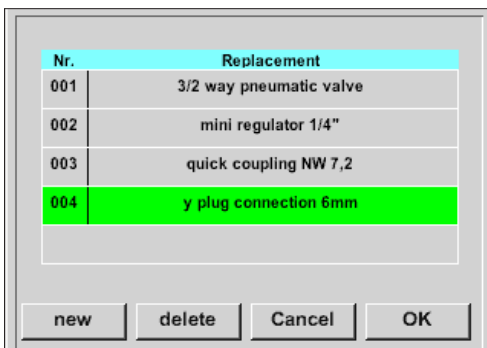 Nr. Replacement
001 3/2 way pneumatic valve
002 mini regulator 1/4"
003 quick coupling NW 7,2
004 y plug connection 6mm
new delete Cancel OK